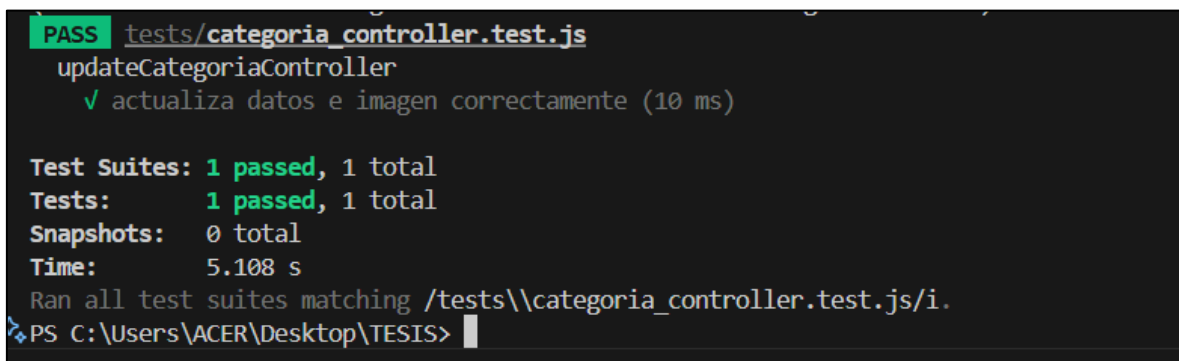 PASS tests/categoria_controller.test.js
updateCategoriaController
√ actualiza datos e imagen correctamente (10 ms)
Test Suites: 1 passed, 1 total
Tests: 1 passed, 1 total
Snapshots: 0 total
Time: 5.108 s
Ran all test suites matching /tests\\categoria_controller.test.js/i.
PS C:\Users\ACER\Desktop\TESIS>